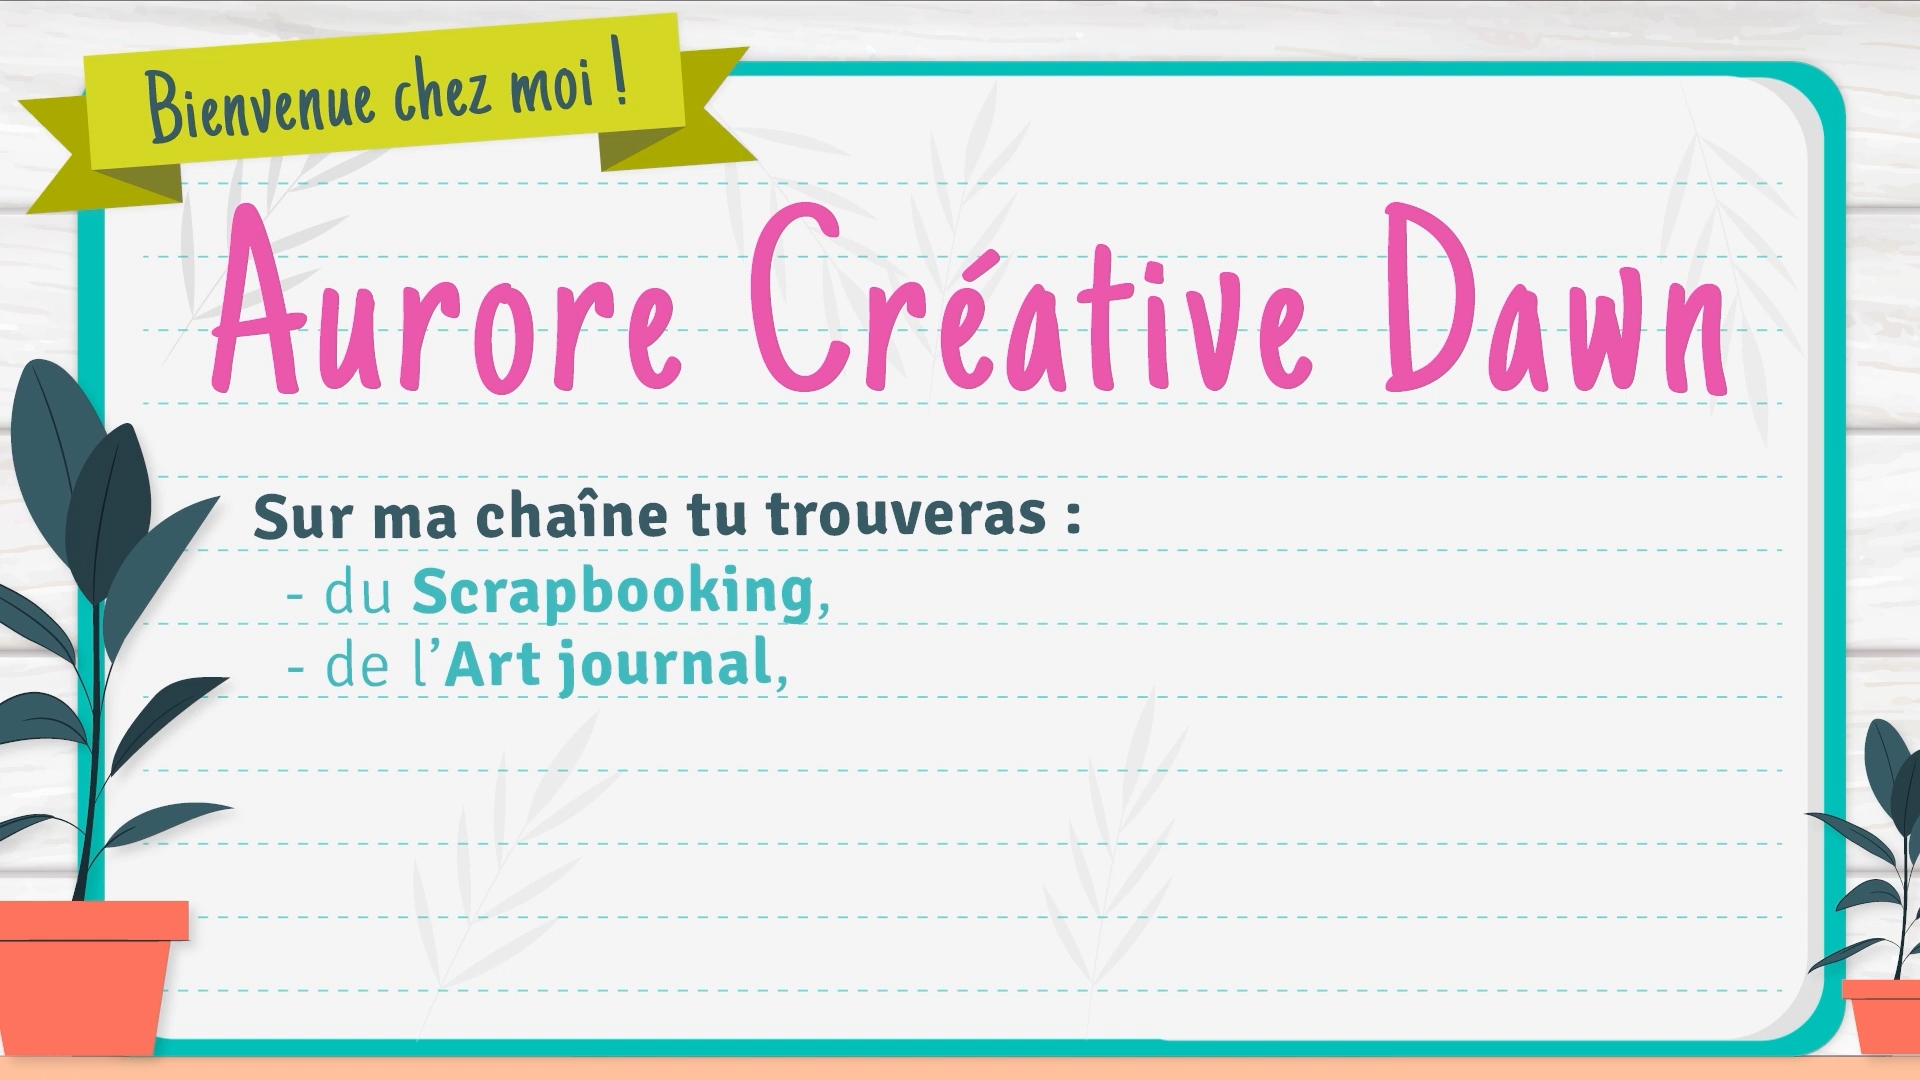 Bienvenue chez moi !
Aurore Créative Dawn
Sur ma chaîne tu trouveras :
- du Scrapbooking,
- de l’Art journal,